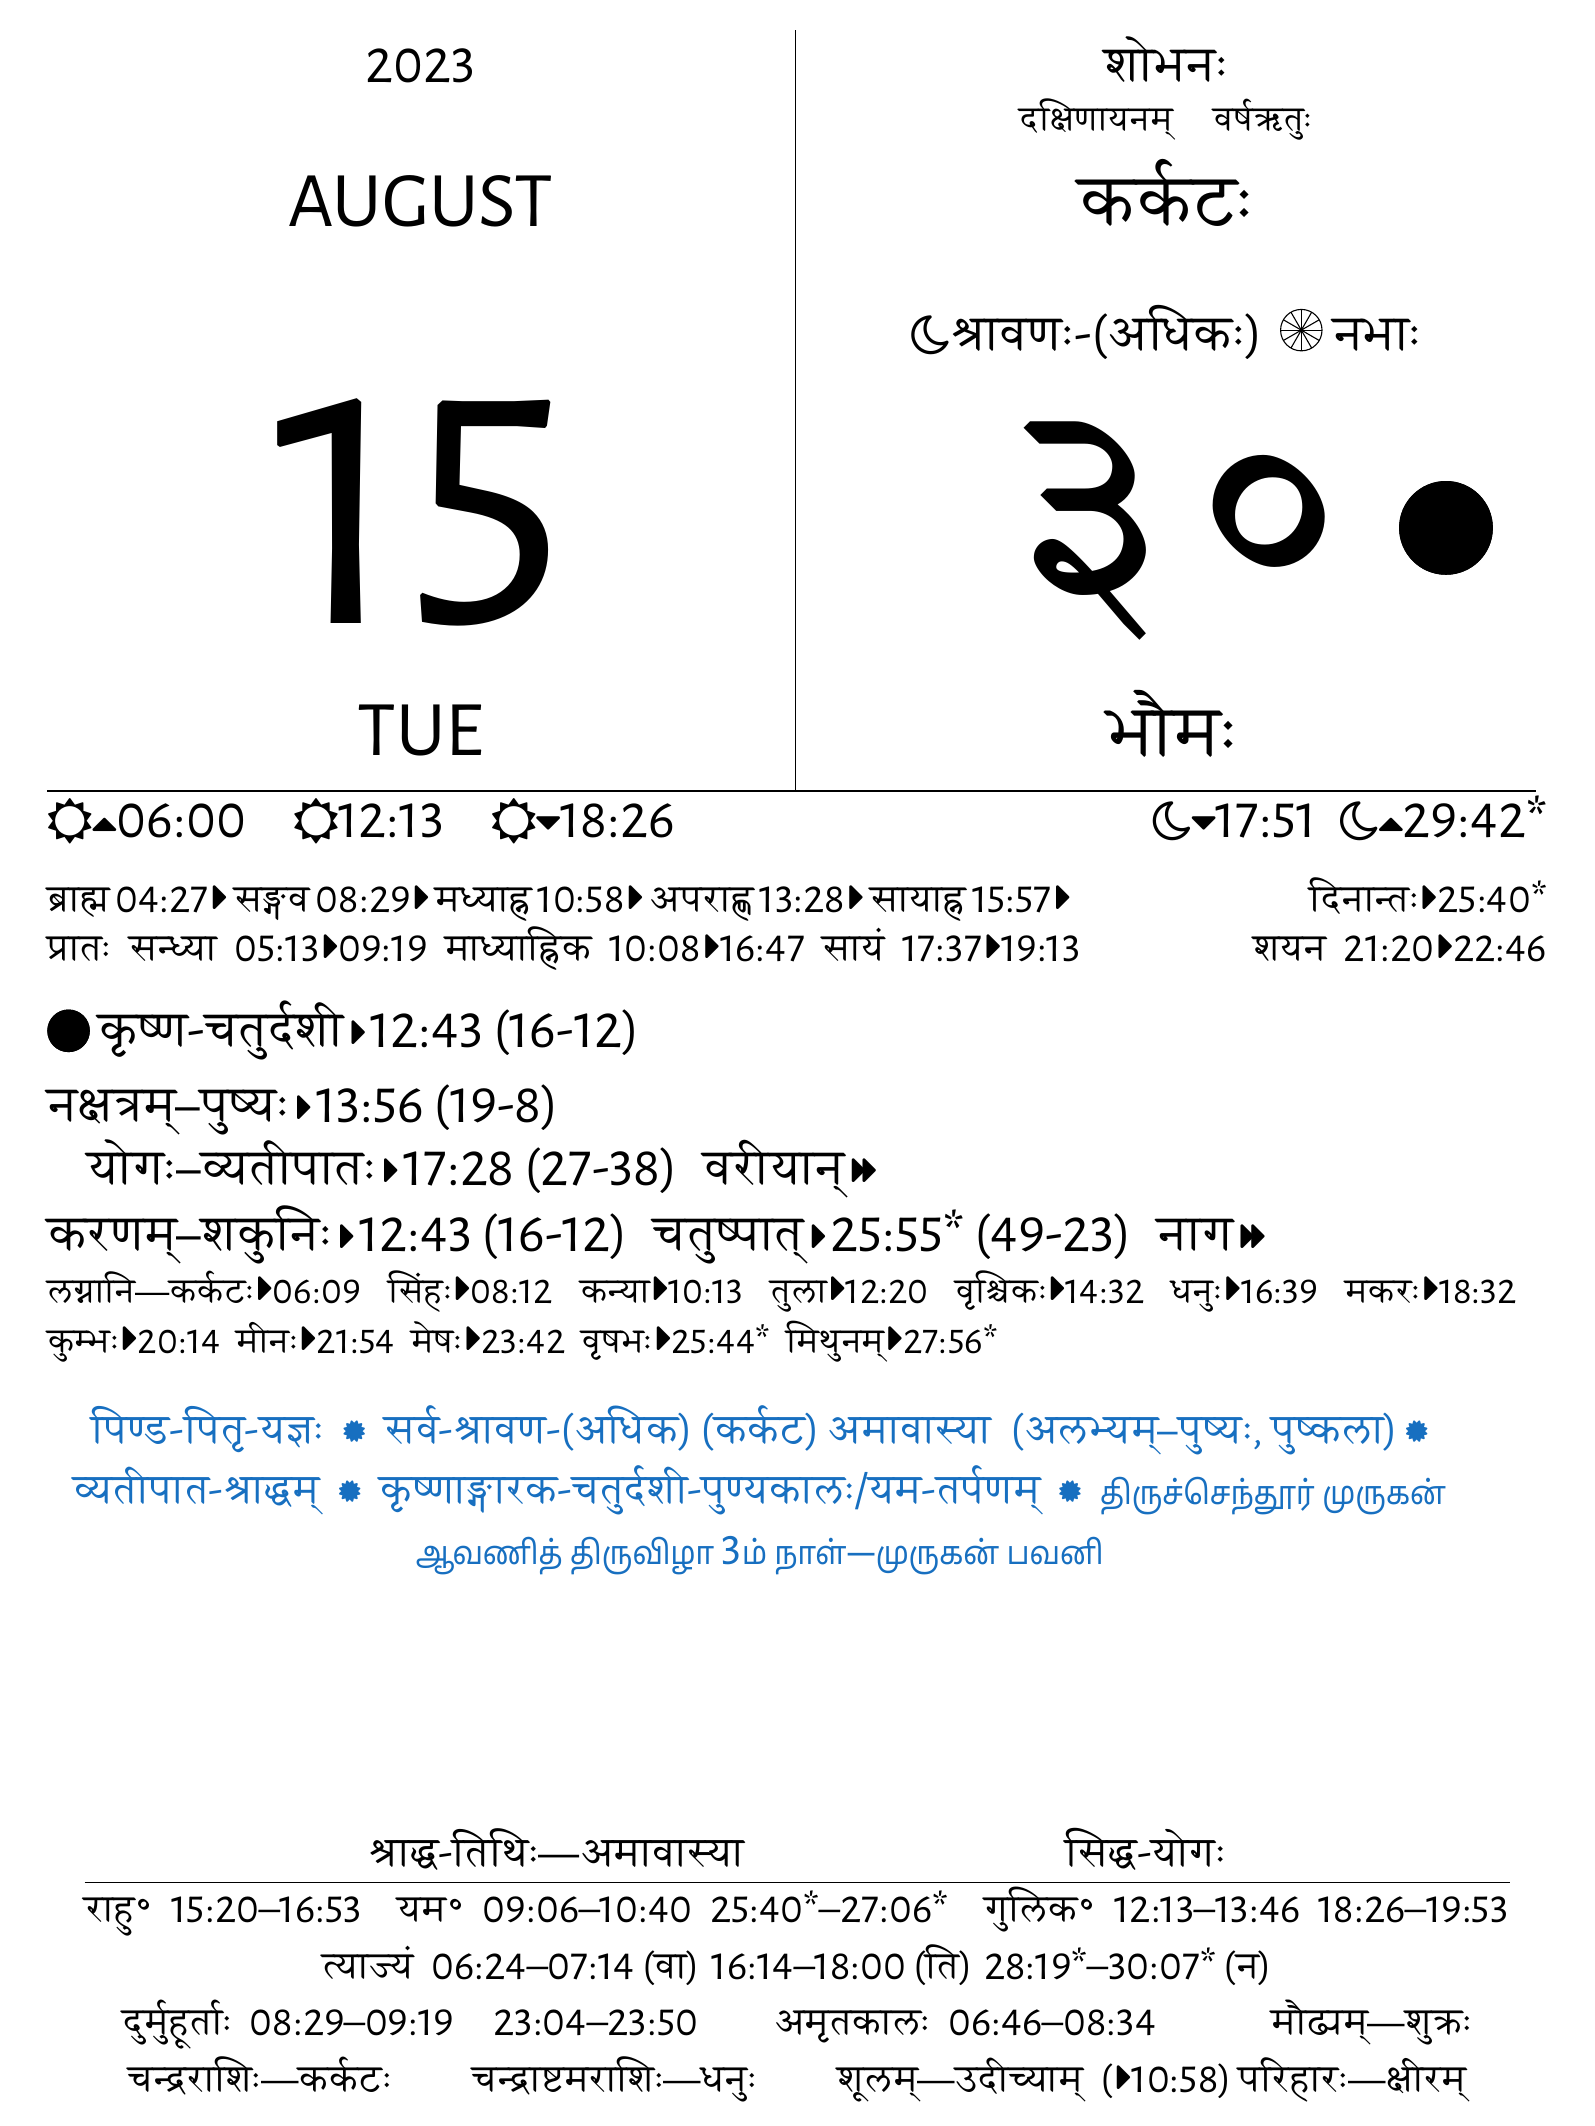 2023
AUGUST
15
TUE
शोभनः
दक्षिणायनम् वर्षऋतुः
कर्कटः
श्रावणः-(अधिकः) नभाः
३०
भौमः
06:00 12:13 18:26 17:51 29:42*
ब्राह्म 04:27 सङ्गव 08:29 मध्याह्न 10:58 अपराह्ण 13:28 सायाह्न 15:57 दिनान्तः 25:40*
प्रातः सन्ध्या 05:13 09:19 माध्याह्निक 10:08 16:47 सायं 17:37 19:13 शयन 21:20 22:46
कृष्ण-चतुर्दशी 12:43 (16-12)
नक्षत्रम्–पुष्यः 13:56 (19-8)
योगः–व्यतीपातः 17:28 (27-38) वरीयान्
करणम्–शकुनिः 12:43 (16-12) चतुष्पात् 25:55* (49-23) नाग
लग्नानि—कर्कटः 06:09 सिंहः 08:12 कन्या 10:13 तुला 12:20 वृश्चिकः 14:32 धनुः 16:39 मकरः 18:32
कुम्भः 20:14 मीनः 21:54 मेषः 23:42 वृषभः 25:44* मिथुनम् 27:56*
पिण्ड-पितृ-यज्ञः सर्व-श्रावण-(अधिक) (कर्कट) अमावास्या (अलभ्यम्–पुष्यः, पुष्कला)
व्यतीपात-श्राद्धम् कृष्णाङ्गारक-चतुर्दशी-पुण्यकालः/यम-तर्पणम् திருச்செந்தூர் முருகன்
ஆவணித் திருவிழா 3ம் நாள்—முருகன் பவனி
श्राद्ध-तिथिः—अमावास्या सिद्ध-योगः
राहु॰ 15:20–16:53 यम॰ 09:06–10:40 25:40*–27:06* गुलिक॰ 12:13–13:46 18:26–19:53
त्याज्यं 06:24–07:14 (वा) 16:14–18:00 (ति) 28:19*–30:07* (न)
दुर्मुहूर्ताः 08:29–09:19 23:04–23:50 अमृतकालः 06:46–08:34 मौढ्यम्—शुक्रः
चन्द्रराशिः—कर्कटः चन्द्राष्टमराशिः—धनुः शूलम्—उदीच्याम् (10:58) परिहारः—क्षीरम्